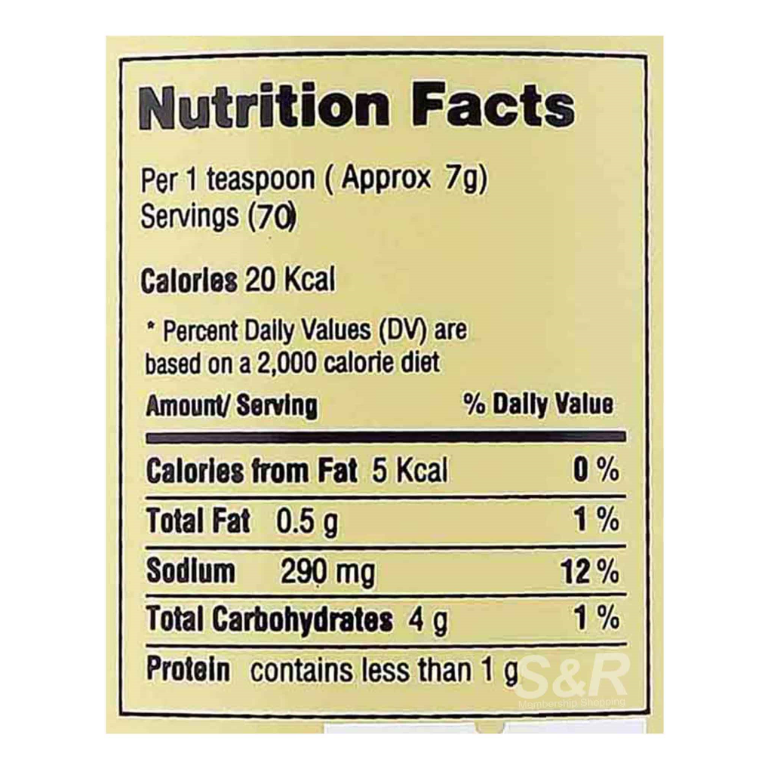 Nutrition Facts
Per 1 teaspoon ( Approx 7g)
Servings (70)
Calories 20 Kcal
* Percent Daily Values (DV) are
based on a 2,000 calorie diet
Amount/ Serving % Daily Value
Calories from Fat 5 Kcal 0 %
Total Fat 0.5 g 1 %
Sodium 290 mg 12 %
Total Carbohydrates 4 g 1 %
Protein contains less than 1 g
S&R
Membership Shopping